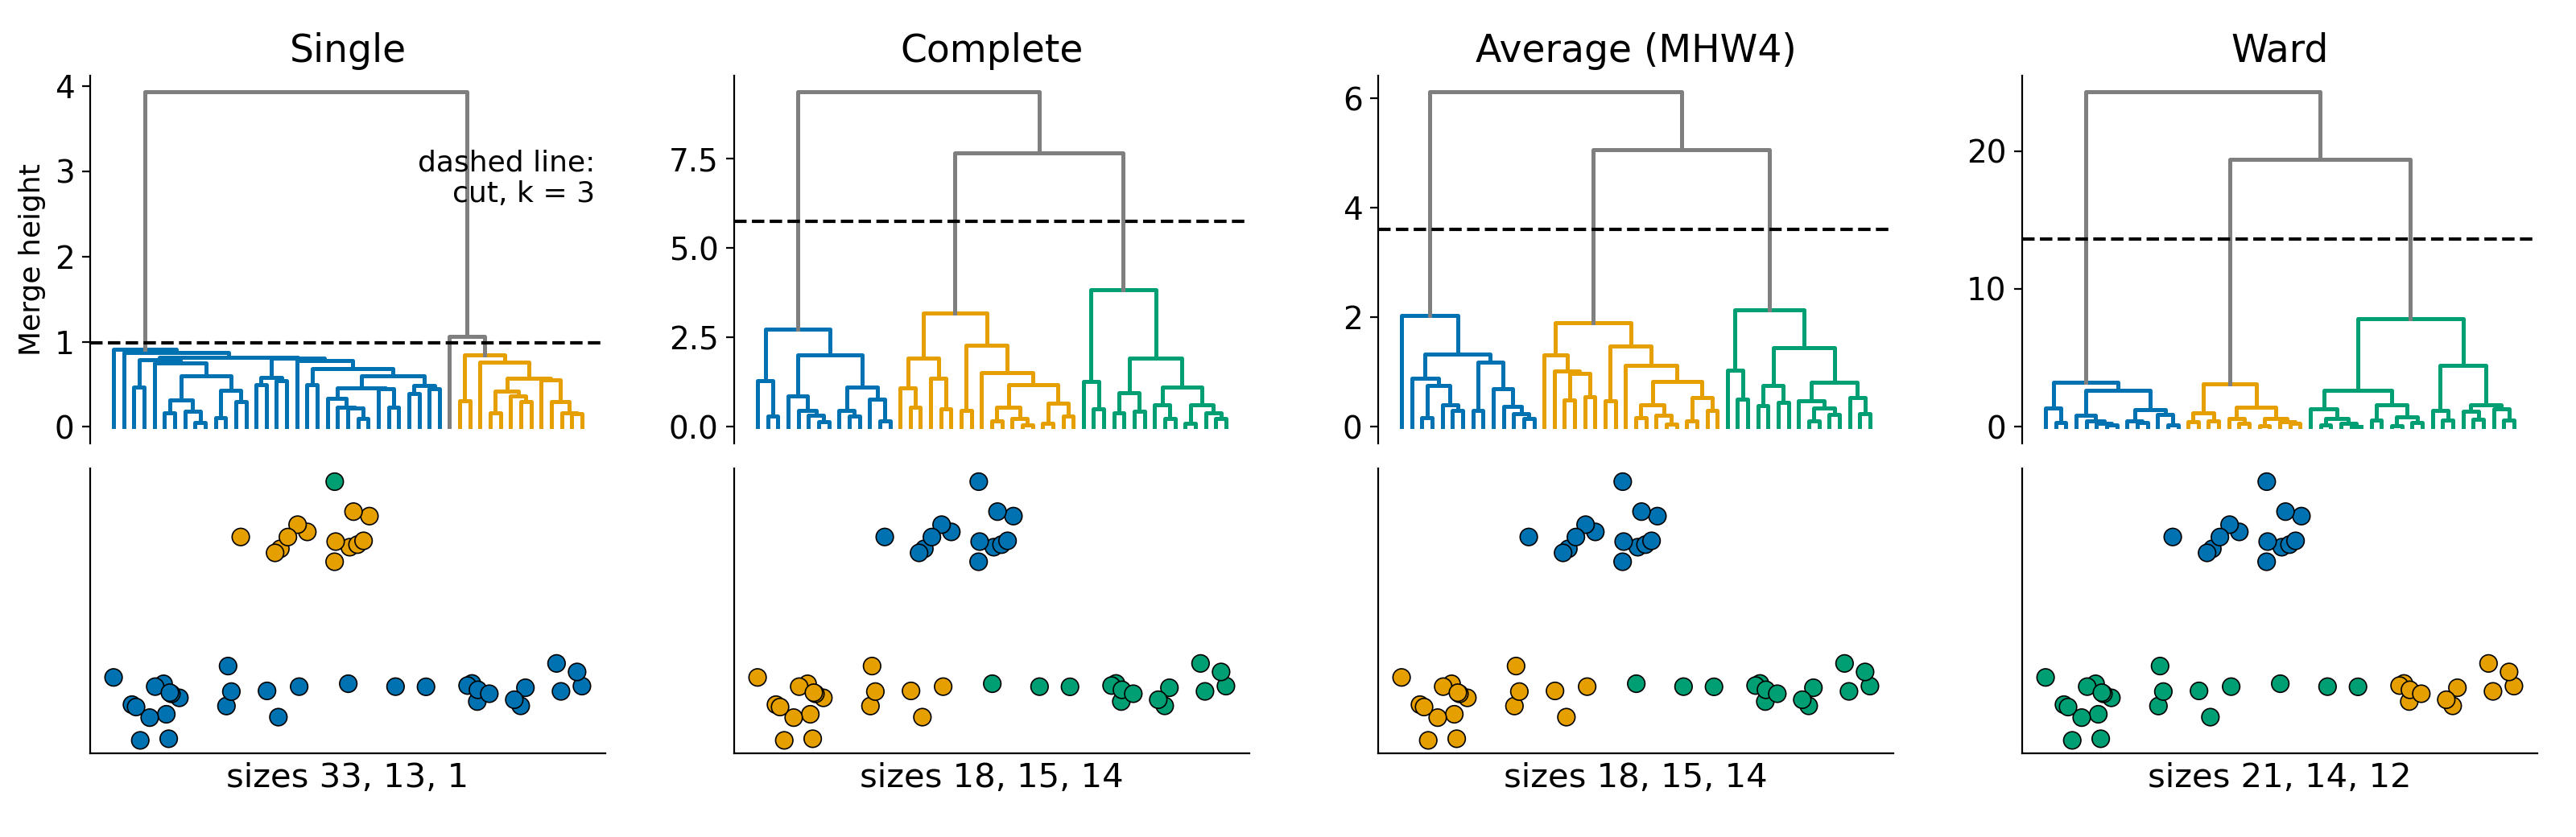 Single
Complete
Average (MHW4)
Ward
Merge height
4
3
2
1
0
dashed line:
cut, k = 3
7.5
5.0
2.5
0.0
6
4
2
0
20
10
0
sizes 33, 13, 1
sizes 18, 15, 14
sizes 18, 15, 14
sizes 21, 14, 12